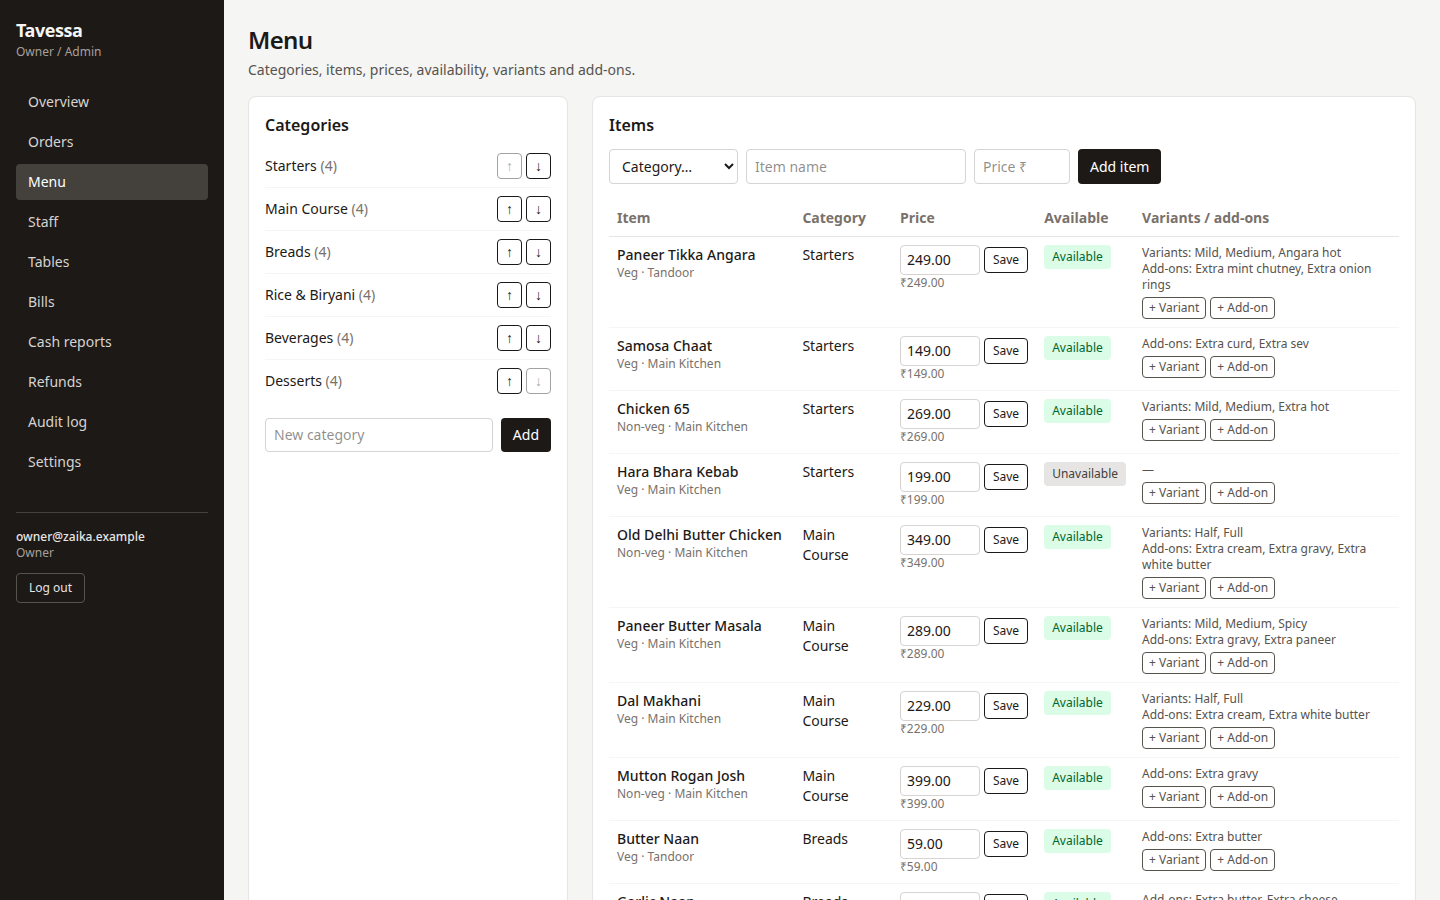 Tavessa
Owner / Admin
Overview
Orders
Menu
Staff
Tables
Bills
Cash reports
Refunds
Audit log
Settings
owner@zaika.example
Owner
Log out
Menu
Categories, items, prices, availability, variants and add-ons.
Categories
Starters (4) ↑ ↓
Main Course (4) ↑ ↓
Breads (4) ↑ ↓
Rice & Biryani (4) ↑ ↓
Beverages (4) ↑ ↓
Desserts (4) ↑ ↓
New category Add
Items
Category... Item name Price ₹ Add item
Item Category Price Available Variants / add-ons
Paneer Tikka Angara Starters 249.00 Save Available Variants: Mild, Medium, Angara hot
Veg · Tandoor ₹249.00 Add-ons: Extra mint chutney, Extra onion
rings
+ Variant + Add-on
Samosa Chaat Starters 149.00 Save Available Add-ons: Extra curd, Extra sev
Veg · Main Kitchen ₹149.00 + Variant + Add-on
Chicken 65 Starters 269.00 Save Available Variants: Mild, Medium, Extra hot
Non-veg · Main Kitchen ₹269.00 + Variant + Add-on
Hara Bhara Kebab Starters 199.00 Save Unavailable —
Veg · Main Kitchen ₹199.00 + Variant + Add-on
Old Delhi Butter Chicken Main 349.00 Save Available Variants: Half, Full
Non-veg · Main Kitchen Course ₹349.00 Add-ons: Extra cream, Extra gravy, Extra
white butter
+ Variant + Add-on
Paneer Butter Masala Main 289.00 Save Available Variants: Mild, Medium, Spicy
Veg · Main Kitchen Course ₹289.00 Add-ons: Extra gravy, Extra paneer
+ Variant + Add-on
Dal Makhani Main 229.00 Save Available Variants: Half, Full
Veg · Main Kitchen Course ₹229.00 Add-ons: Extra cream, Extra white butter
+ Variant + Add-on
Mutton Rogan Josh Main 399.00 Save Available Add-ons: Extra gravy
Non-veg · Main Kitchen Course ₹399.00 + Variant + Add-on
Butter Naan Breads 59.00 Save Available Add-ons: Extra butter
Veg · Tandoor ₹59.00 + Variant + Add-on
Garlic Naan Breads Available Add-ons: Extra butter, Extra cheese